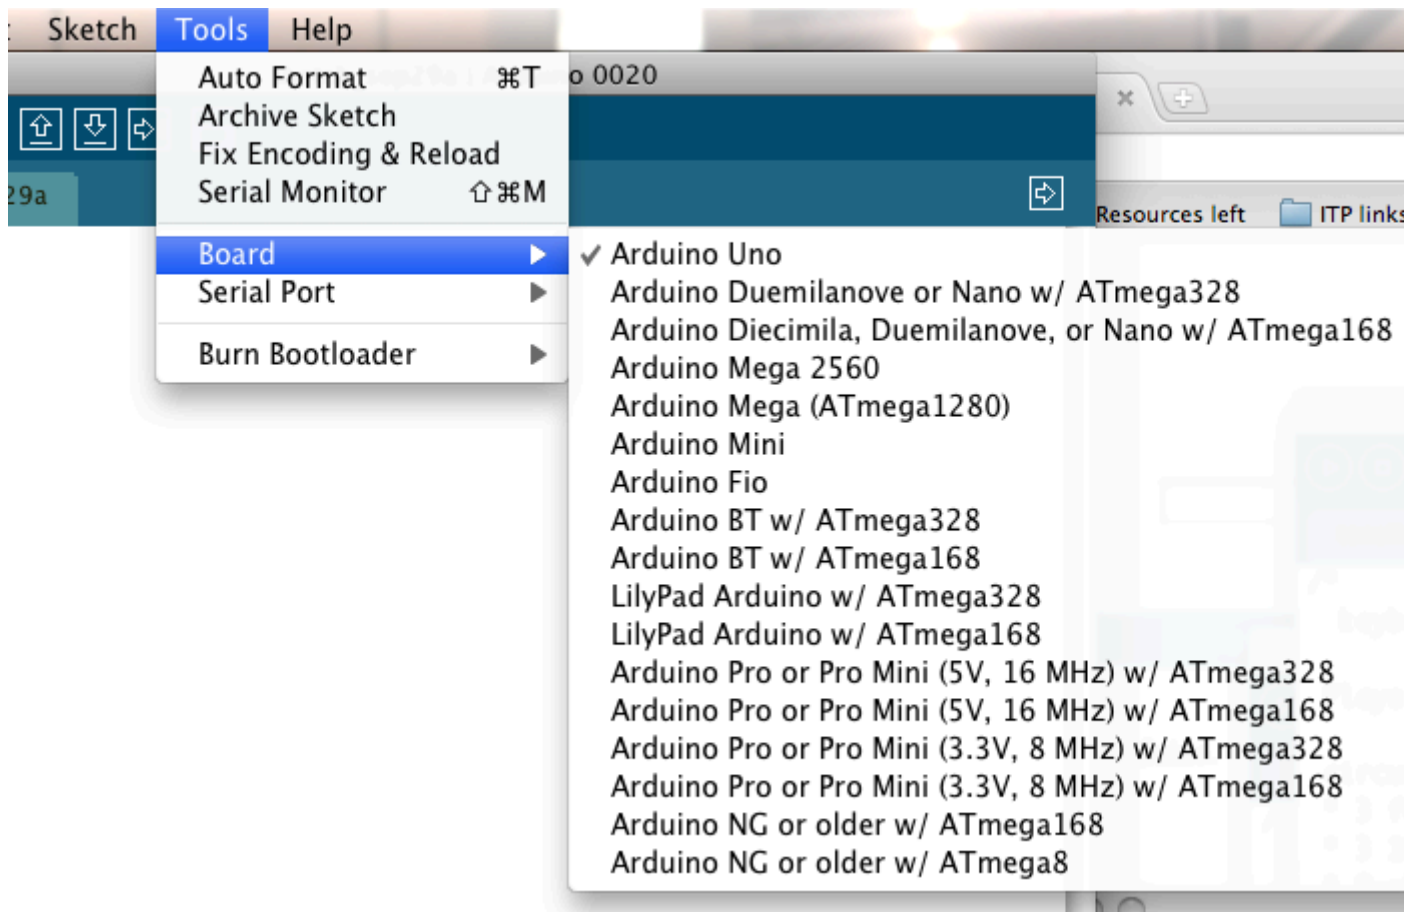 Sketch Tools Help
Auto Format ⌘T
o 0020
Archive Sketch
Fix Encoding & Reload
Serial Monitor ⇧⌘M
29a
Resources left ITP links
Board
Serial Port
Burn Bootloader
✓ Arduino Uno
Arduino Duemilanove or Nano w/ ATmega328
Arduino Diecimila, Duemilanove, or Nano w/ ATmega168
Arduino Mega 2560
Arduino Mega (ATmega1280)
Arduino Mini
Arduino Fio
Arduino BT w/ ATmega328
Arduino BT w/ ATmega168
LilyPad Arduino w/ ATmega328
LilyPad Arduino w/ ATmega168
Arduino Pro or Pro Mini (5V, 16 MHz) w/ ATmega328
Arduino Pro or Pro Mini (5V, 16 MHz) w/ ATmega168
Arduino Pro or Pro Mini (3.3V, 8 MHz) w/ ATmega328
Arduino Pro or Pro Mini (3.3V, 8 MHz) w/ ATmega168
Arduino NG or older w/ ATmega168
Arduino NG or older w/ ATmega8